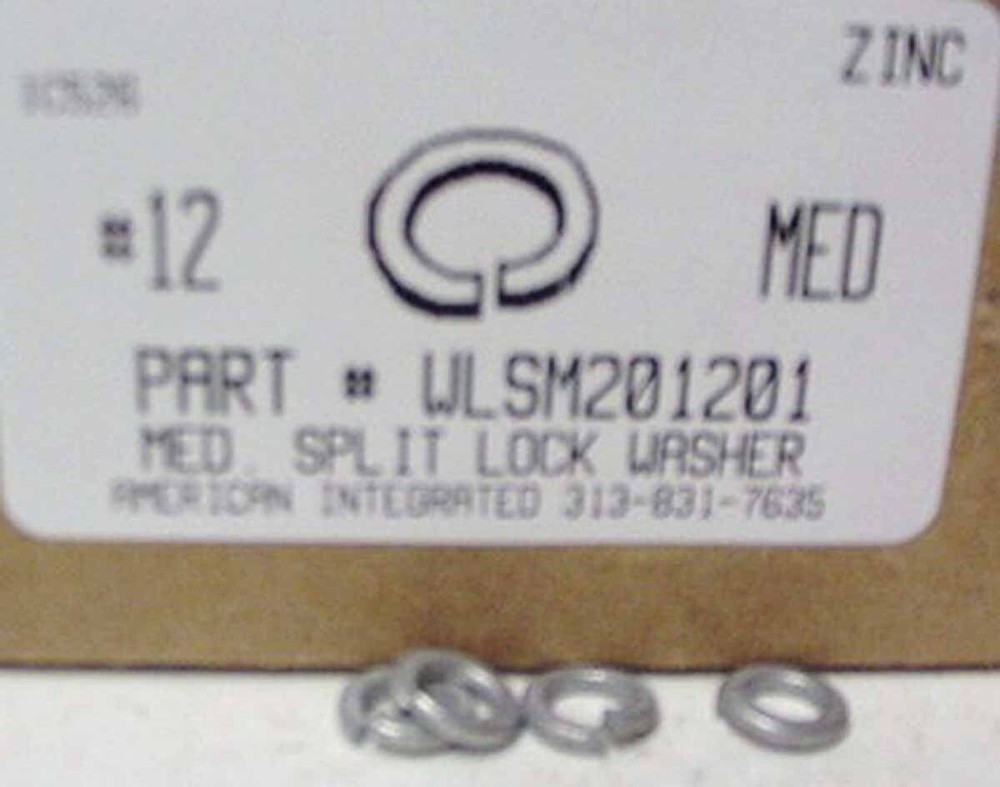 ZINC
#12
MED
PART # WLSM201201
MED. SPLIT LOCK WASHER
AMERICAN INTEGRATED 313-831-7635